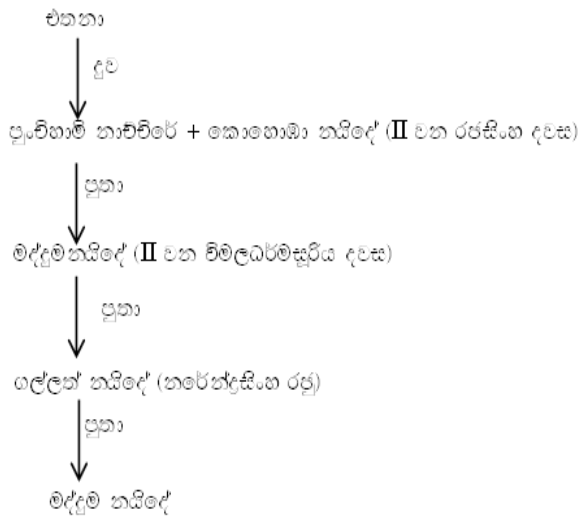 එතනා
දුව
පුංචිහාමි නාච්චිරේ + කොහොඹා නයිදේ (II වන රජසිංහ දවස)
පුතා
මද්දුමනයිදේ (II වන විමලධර්මසූරිය දවස)
පුතා
ගල්ලත් නයිදේ (නරේන්ද්‍රසිංහ රජු)
පුතා
මද්දුම නයිදේ